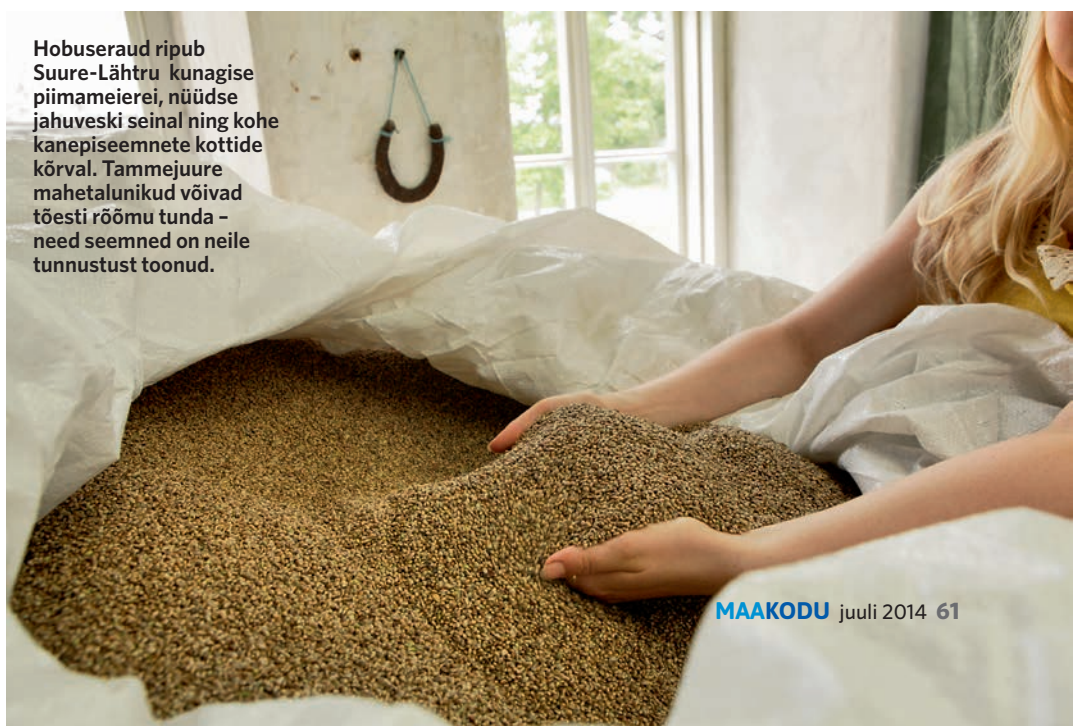 Hobuseraud ripub
Suure-Lähtru kunagise
piimameierei, nüüdse
jahuveski seinal ning kohe
kanepiseemnete kottide
kõrval. Tammejuure
mahetalunikud võivad
tõesti rõõmu tunda –
need seemned on neile
tunnustust toonud.
MAAKODU juuli 2014 61